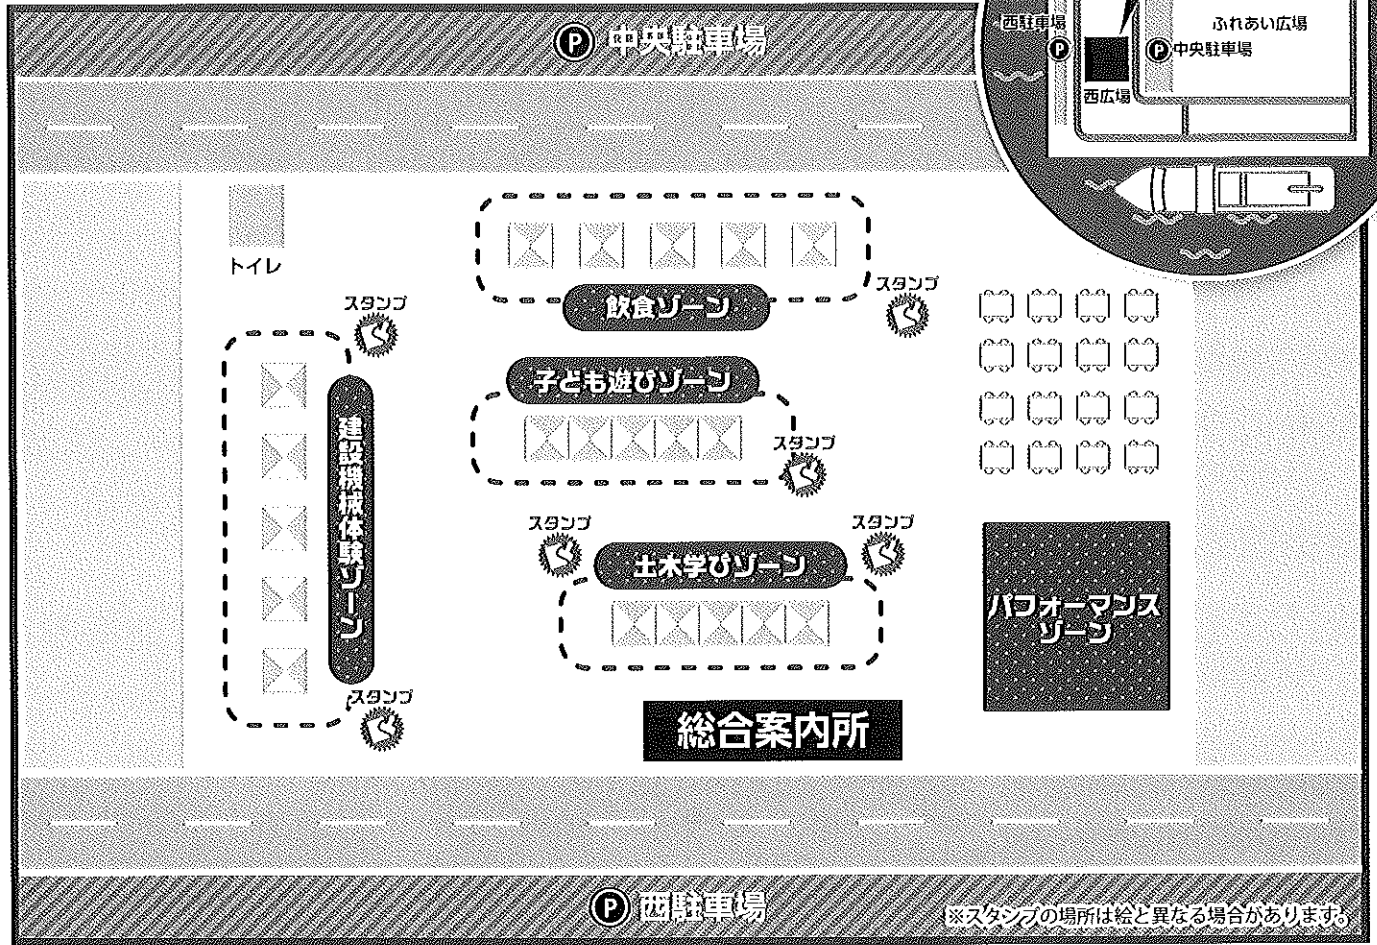 P 中央駐車場
西駐車場
P
ふれあい広場
P 中央駐車場
西広場
トイレ
スタンプ
飲食ゾーン
スタンプ
子ども遊びゾーン
スタンプ
建設機械体験ゾーン
スタンプ
スタンプ
土木学びゾーン
スタンプ
パフォーマンス
ゾーン
総合案内所
P 西駐車場
※スタンプの場所は絵と異なる場合があります。